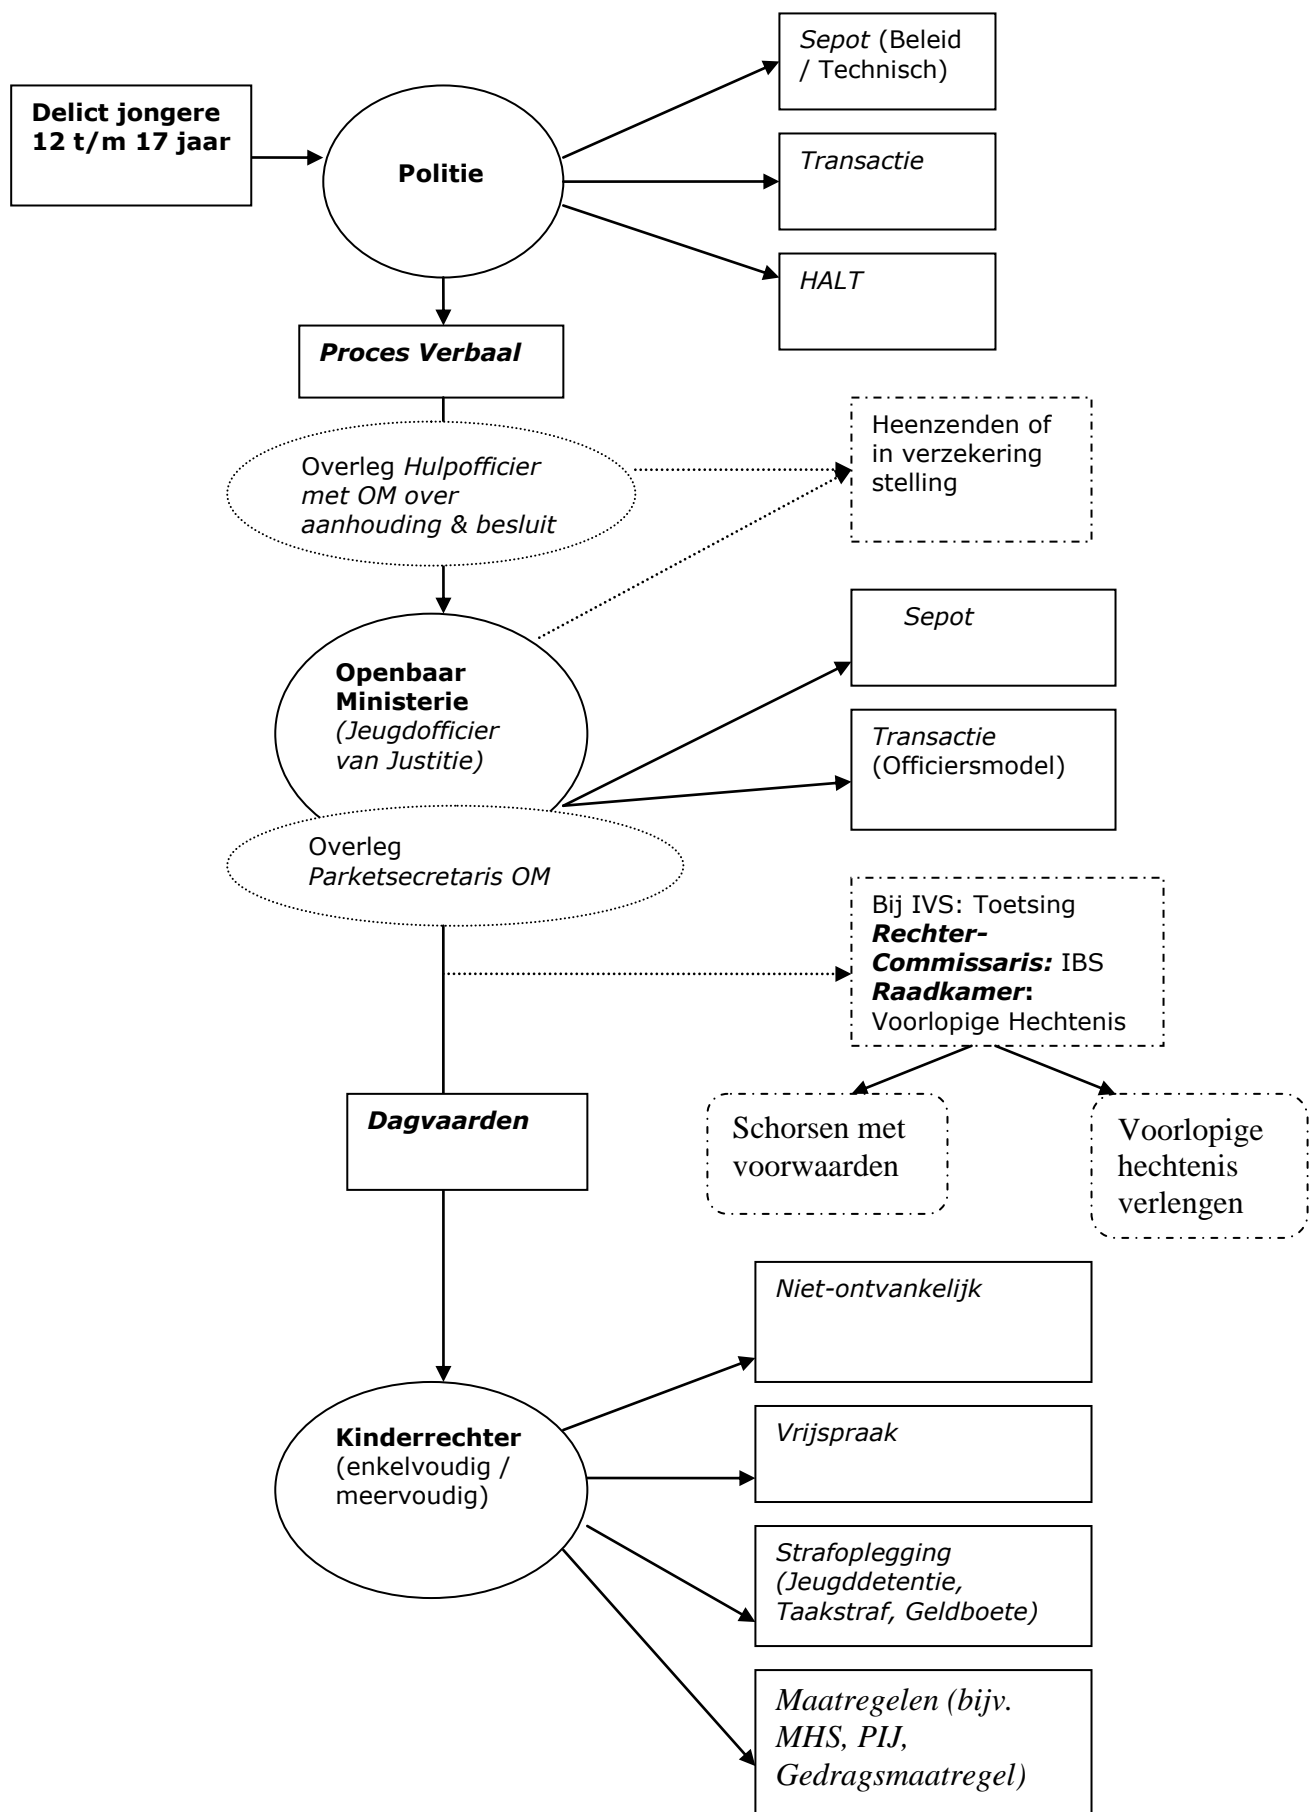 Sepot (Beleid
/ Technisch)
Delict jongere
12 t/m 17 jaar
Politie
Transactie
HALT
Proces Verbaal
Heenzenden of
in verzekering
stelling
Overleg Hulpofficier
met OM over
aanhouding & besluit
Sepot
Openbaar
Ministerie
(Jeugdofficier
van Justitie)
Transactie
(Officiersmodel)
Overleg
Parketsecretaris OM
Bij IVS: Toetsing
Rechter-
Commissaris: IBS
Raadkamer:
Voorlopige Hechtenis
Dagvaarden
Schorsen met
voorwaarden
Voorlopige
hechtenis
verlengen
Niet-ontvankelijk
Kinderrechter
(enkelvoudig /
meervoudig)
Vrijspraak
Strafoplegging
(Jeugddetentie,
Taakstraf, Geldboete)
Maatregelen (bijv.
MHS, PIJ,
Gedragsmaatregel)